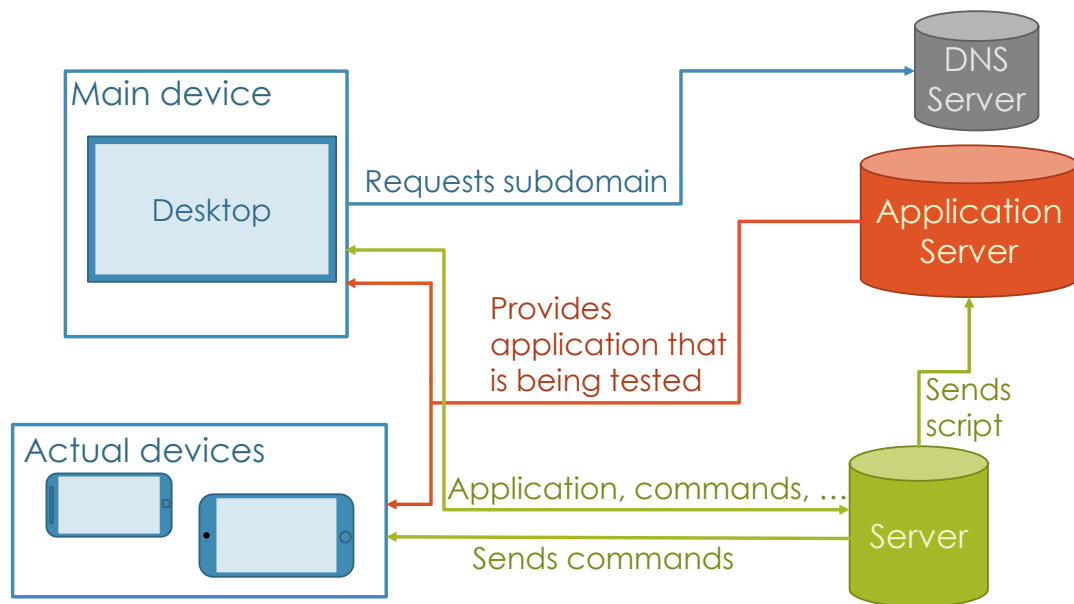 DNS
Server
Main device
Desktop
Requests subdomain
Application
Server
Provides
application that
is being tested
Sends
script
Actual devices
Application, commands, ...
Server
Sends commands